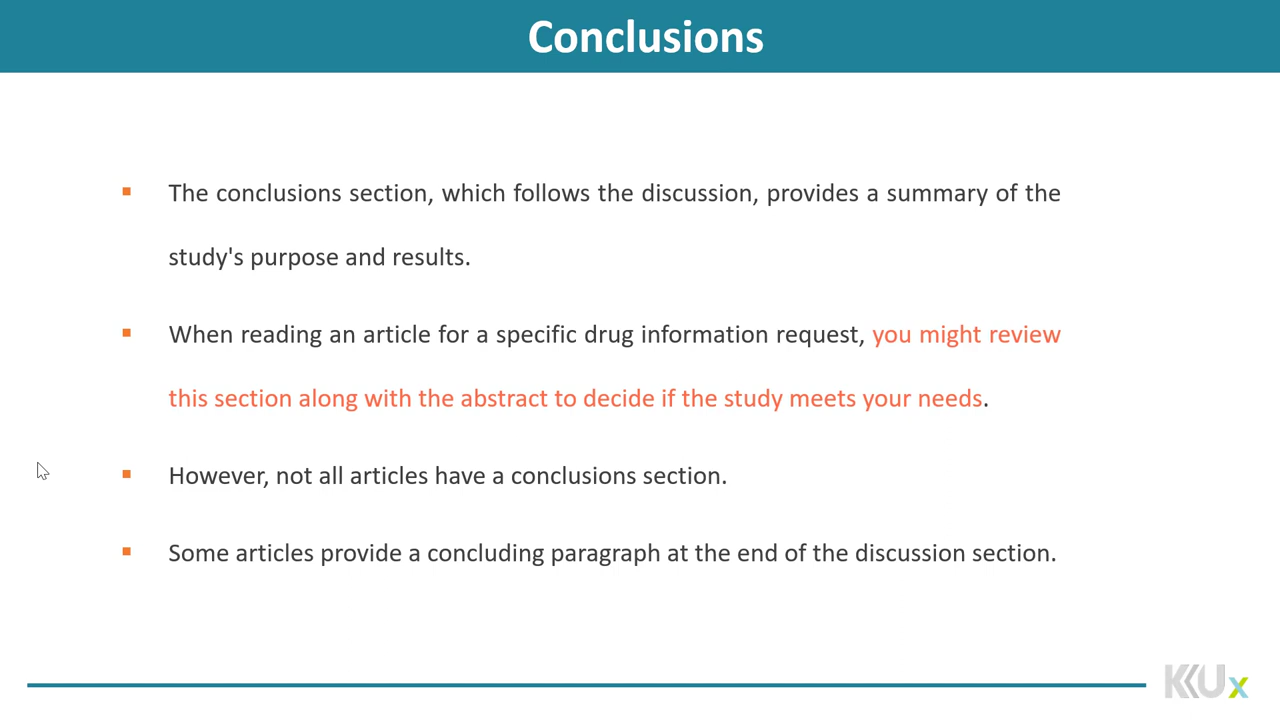 Conclusions
The conclusions section, which follows the discussion, provides a summary of the
study's purpose and results.
When reading an article for a specific drug information request, you might review
this section along with the abstract to decide if the study meets your needs.
However, not all articles have a conclusions section.
Some articles provide a concluding paragraph at the end of the discussion section.
KKUx